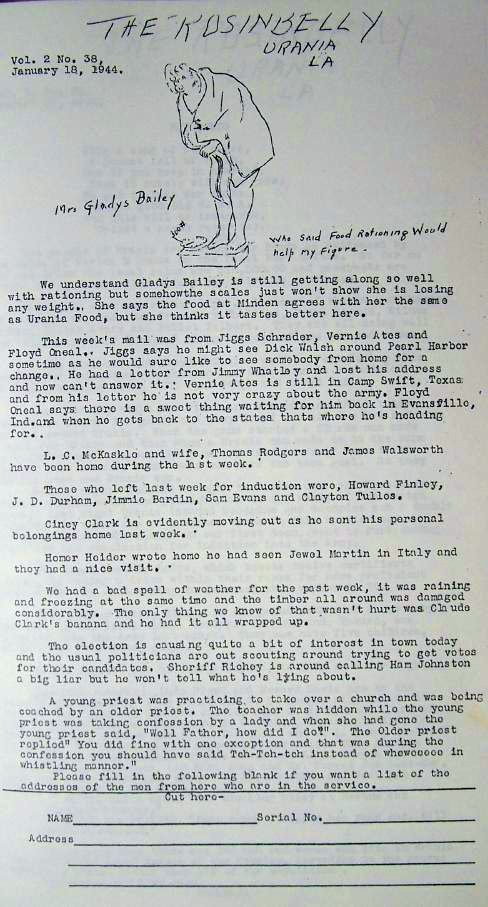 THE ROSINBELLY
URANIA
LA
Vol. 2 No. 38,
January 18, 1944.
Mrs Gladys Bailey
Who Said Food Rationing Would
help my Figure -
We understand Gladys Bailey is still getting along so well
with rationing but somehowthe scales just won't show she is losing
any weight.. She says the food at Minden agrees with her the same
as Urania Food, but she thinks it tastes better here.
This week's mail was from Jiggs Schrader, Vernie Ates and
Floyd Oneal.. Jiggs says he might see Dick Walsh around Pearl Harbor
sometime as he would sure like to see somebody from home for a
change.. He had a letter from Jimmy Whatley and lost his address
and now can't answer it.. Vernie Ates is still in Camp Swift, Texas
and from his letter he is not very crazy about the army. Floyd
Oneal says there is a sweet thing waiting for him back in Evansville,
Ind.and when he gets back to the states thats where he's heading
for..
L. C. McKaskle and wife, Thomas Rodgers and James Walsworth
have been home during the last week.
Those who left last week for induction were, Howard Finley,
J. D. Durham, Jimmie Bardin, Sam Evans and Clayton Tullos.
Cincy Clark is evidently moving out as he sent his personal
belongings home last week.
Homer Heider wrote home he had seen Jewel Martin in Italy and
they had a nice visit.
We had a bad spell of weather for the past week, it was raining
and freezing at the same time and the timber all around was damaged
considerably. The only thing we know of that wasn't hurt was Claude
Clark's banana and he had it all wrapped up.
The election is causing quite a bit of interest in town today
and the usual politicians are out scouting around trying to get votes
for their candidates. Sheriff Richey is around calling Ham Johnston
a big liar but he won't tell what he's lying about.
A young priest was practicing to take over a church and was being
coached by an older priest. The teacher was hidden while the young
priest was taking confession by a lady and when she had gone the
young priest said, "Well Father, how did I do?". The Older priest
replied" You did fine with one exception and that was during the
confession you should have said Tch-Tch-tch instead of wheweeeee in
whistling manner."
Please fill in the following blank if you want a list of the
addresses of the men from here who are in the service.
Cut here-
NAME Serial No.
Address